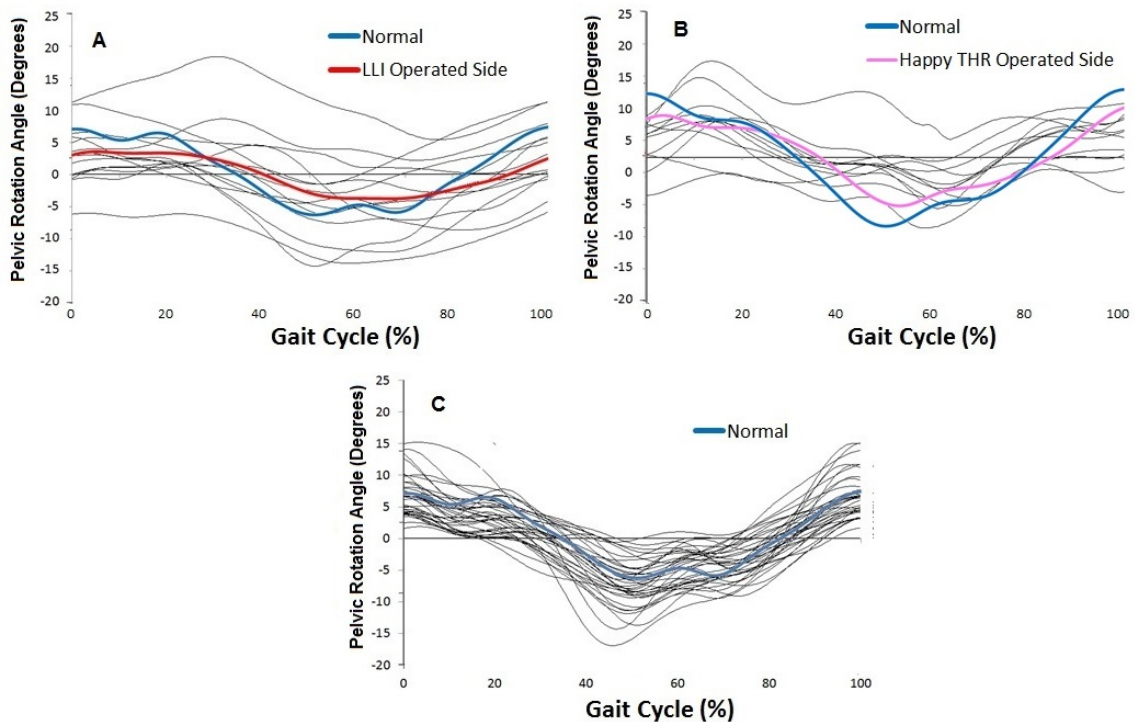 A
Normal
LLI Operated Side
Pelvic Rotation Angle (Degrees)
25
20
15
10
5
0
-5
-10
-15
-20
0 20 40 60 80 100
Gait Cycle (%)
B
Normal
Happy THR Operated Side
Pelvic Rotation Angle (Degrees)
25
20
15
10
5
0
-5
-10
-15
-20
0 20 40 60 80 100
Gait Cycle (%)
C
Normal
Pelvic Rotation Angle (Degrees)
25
20
15
10
5
0
-5
-10
-15
-20
0 20 40 60 80 100
Gait Cycle (%)